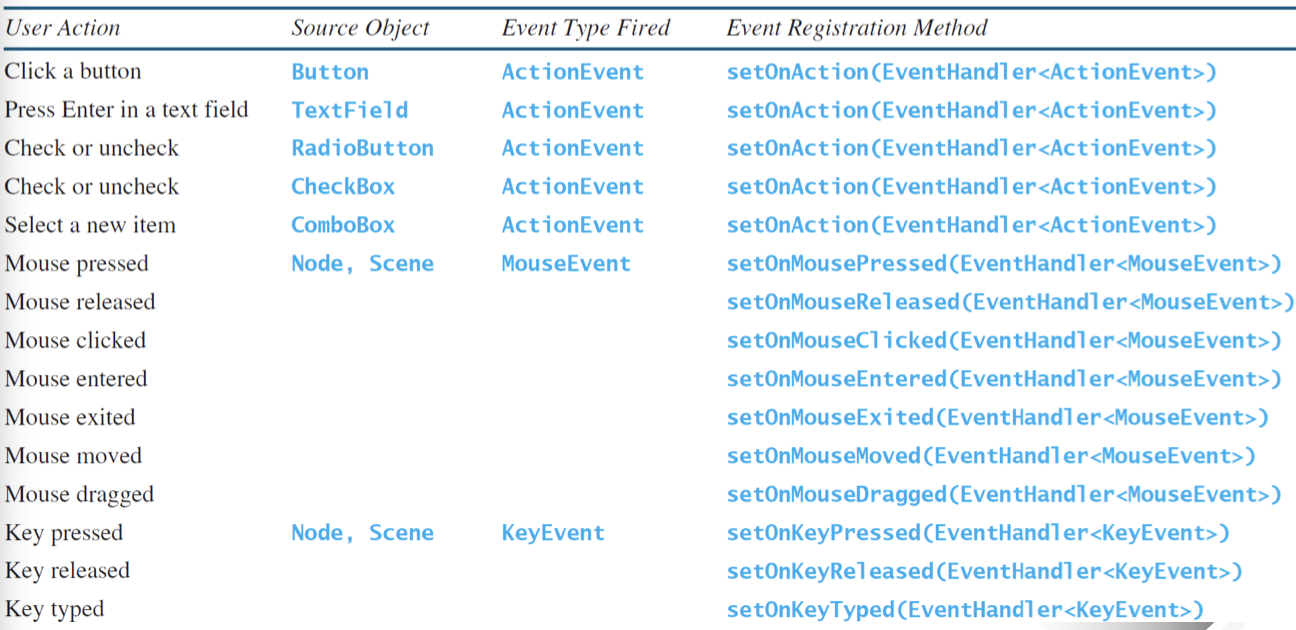 User Action Source Object Event Type Fired Event Registration Method
Click a button Button ActionEvent setOnAction(EventHandler<ActionEvent>)
Press Enter in a text field TextField ActionEvent setOnAction(EventHandler<ActionEvent>)
Check or uncheck RadioButton ActionEvent setOnAction(EventHandler<ActionEvent>)
Check or uncheck CheckBox ActionEvent setOnAction(EventHandler<ActionEvent>)
Select a new item ComboBox ActionEvent setOnAction(EventHandler<ActionEvent>)
Mouse pressed Node, Scene MouseEvent setOnMousePressed(EventHandler<MouseEvent>)
Mouse released setOnMouseReleased(EventHandler<MouseEvent>)
Mouse clicked setOnMouseClicked(EventHandler<MouseEvent>)
Mouse entered setOnMouseEntered(EventHandler<MouseEvent>)
Mouse exited setOnMouseExited(EventHandler<MouseEvent>)
Mouse moved setOnMouseMoved(EventHandler<MouseEvent>)
Mouse dragged setOnMouseDragged(EventHandler<MouseEvent>)
Key pressed Node, Scene KeyEvent setOnKeyPressed(EventHandler<KeyEvent>)
Key released setOnKeyReleased(EventHandler<KeyEvent>)
Key typed setOnKeyTyped(EventHandler<KeyEvent>)